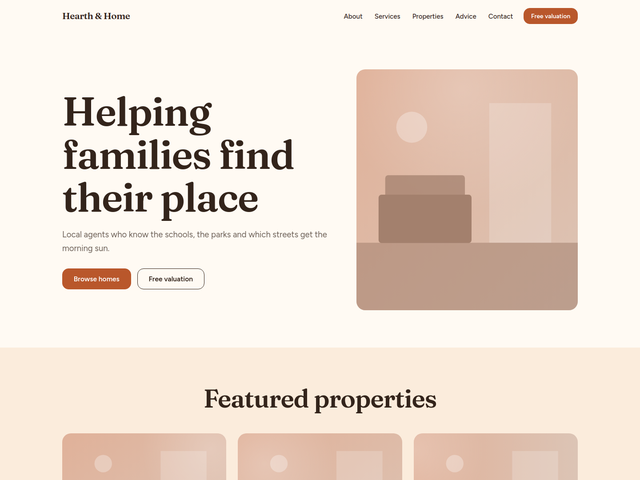 Hearth & Home
About Services Properties Advice Contact Free valuation
Helping
families find
their place
Local agents who know the schools, the parks and which streets get the
morning sun.
Browse homes Free valuation
Featured properties